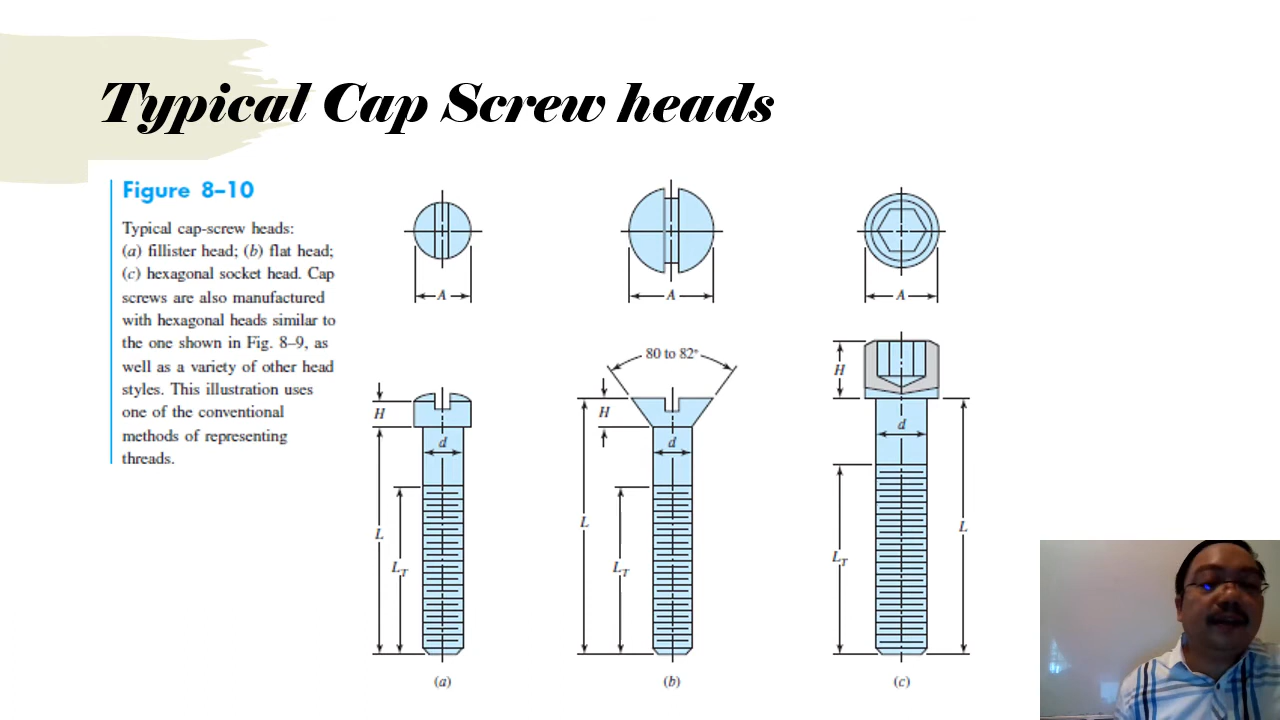 Typical Cap Screw heads
Figure 8–10
Typical cap-screw heads:
(a) fillister head; (b) flat head;
(c) hexagonal socket head. Cap
screws are also manufactured
with hexagonal heads similar to
the one shown in Fig. 8–9, as
well as a variety of other head
styles. This illustration uses
one of the conventional
methods of representing
threads.
A
A
A
80 to 82°
H
H
H
d
d
d
L
L
L
LT
LT
LT
(a)
(b)
(c)